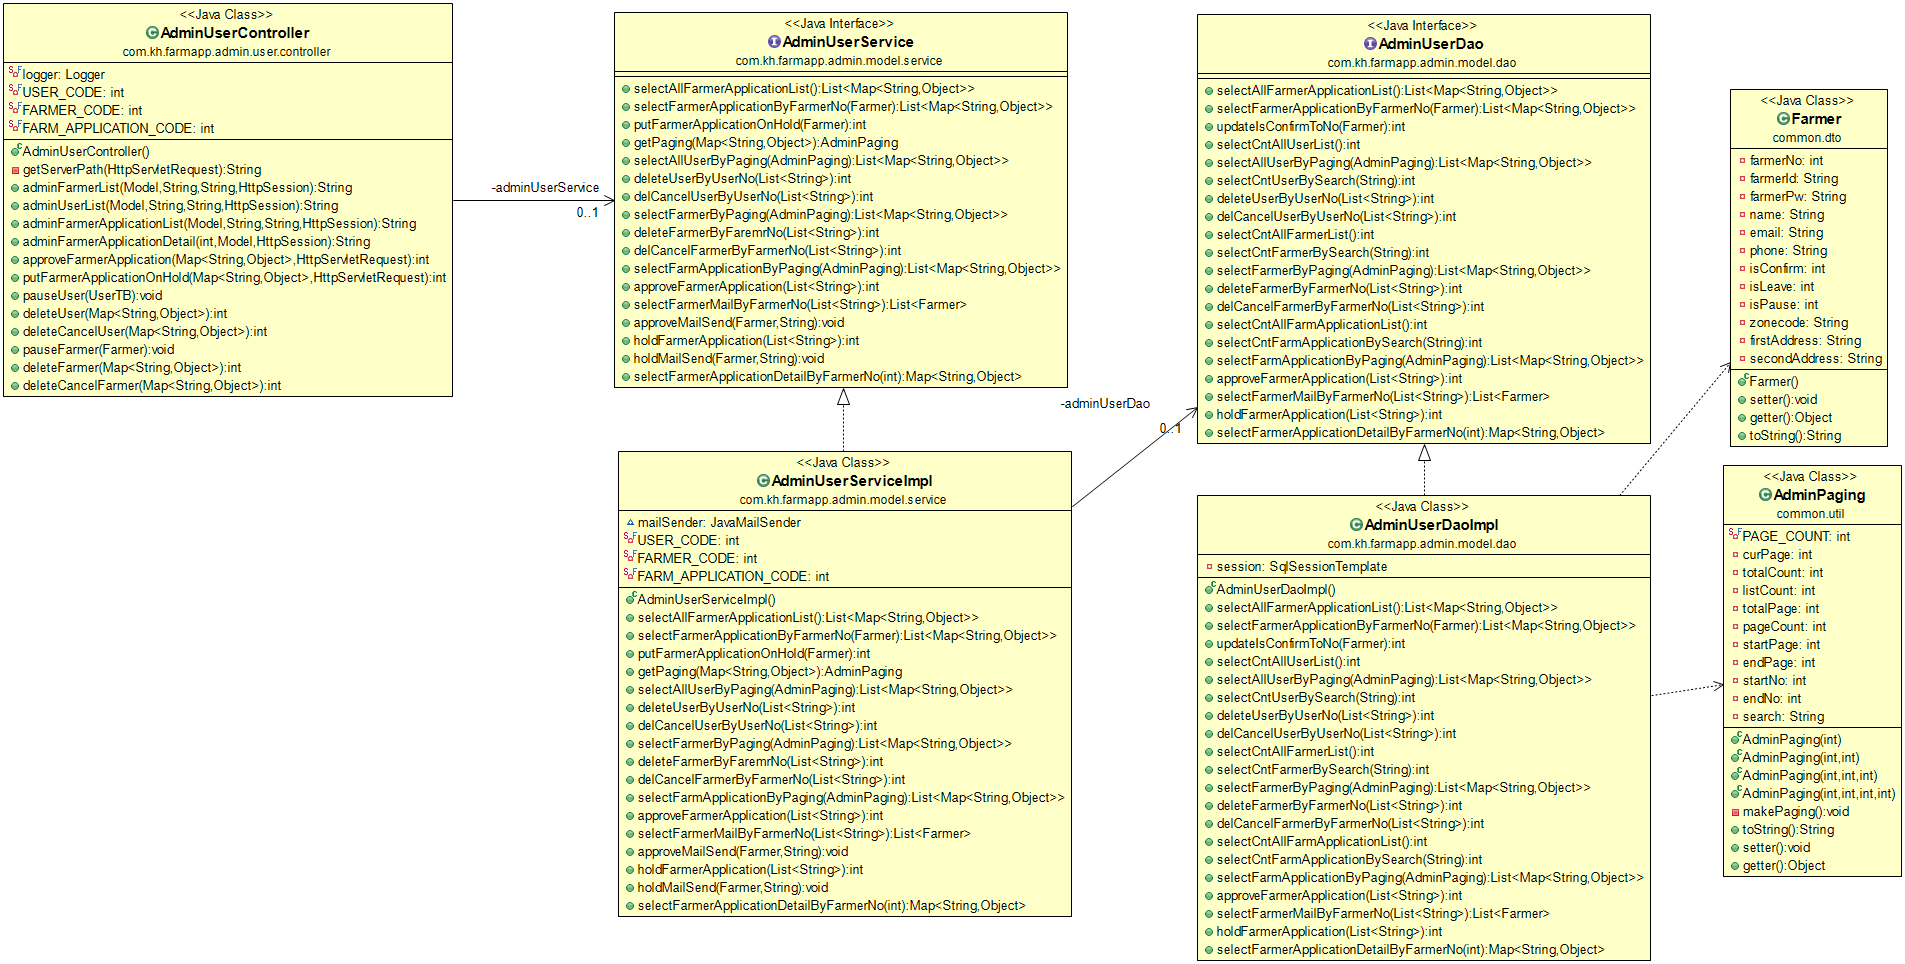 <<Java Class>>
AdminUserController
com.kh.farmapp.admin.user.controller
logger: Logger
USER_CODE: int
FARMER_CODE: int
FARM_APPLICATION_CODE: int
AdminUserController()
getServerPath(HttpServletRequest):String
adminFarmerList(Model,String,String,HttpSession):String
adminUserList(Model,String,String,HttpSession):String
adminFarmerApplicationList(Model,String,String,HttpSession):String
adminFarmerApplicationDetail(int,Model,HttpSession):String
approveFarmerApplication(Map<String,Object>,HttpServletRequest):int
putFarmerApplicationOnHold(Map<String,Object>,HttpServletRequest):int
pauseUser(UserTB):void
deleteUser(Map<String,Object>):int
deleteCancelUser(Map<String,Object>):int
pauseFarmer(Farmer):void
deleteFarmer(Map<String,Object>):int
deleteCancelFarmer(Map<String,Object>):int
-adminUserService
0..1
<<Java Interface>>
AdminUserService
com.kh.farmapp.admin.model.service
selectAllFarmerApplicationList():List<Map<String,Object>>
selectFarmerApplicationByFarmerNo(Farmer):List<Map<String,Object>>
putFarmerApplicationOnHold(Farmer):int
getPaging(Map<String,Object>):AdminPaging
selectAllUserByPaging(AdminPaging):List<Map<String,Object>>
deleteUserByUserNo(List<String>):int
delCancelUserByUserNo(List<String>):int
selectFarmerByPaging(AdminPaging):List<Map<String,Object>>
deleteFarmerByFaremrNo(List<String>):int
delCancelFarmerByFarmerNo(List<String>):int
selectFarmApplicationByPaging(AdminPaging):List<Map<String,Object>>
approveFarmerApplication(List<String>):int
selectFarmerMailByFarmerNo(List<String>):List<Farmer>
approveMailSend(Farmer,String):void
holdFarmerApplication(List<String>):int
holdMailSend(Farmer,String):void
selectFarmerApplicationDetailByFarmerNo(int):Map<String,Object>
<<Java Class>>
AdminUserServiceImpl
com.kh.farmapp.admin.model.service
mailSender: JavaMailSender
USER_CODE: int
FARMER_CODE: int
FARM_APPLICATION_CODE: int
AdminUserServiceImpl()
selectAllFarmerApplicationList():List<Map<String,Object>>
selectFarmerApplicationByFarmerNo(Farmer):List<Map<String,Object>>
putFarmerApplicationOnHold(Farmer):int
getPaging(Map<String,Object>):AdminPaging
selectAllUserByPaging(AdminPaging):List<Map<String,Object>>
deleteUserByUserNo(List<String>):int
delCancelUserByUserNo(List<String>):int
selectFarmerByPaging(AdminPaging):List<Map<String,Object>>
deleteFarmerByFaremrNo(List<String>):int
delCancelFarmerByFarmerNo(List<String>):int
selectFarmApplicationByPaging(AdminPaging):List<Map<String,Object>>
approveFarmerApplication(List<String>):int
selectFarmerMailByFarmerNo(List<String>):List<Farmer>
approveMailSend(Farmer,String):void
holdFarmerApplication(List<String>):int
holdMailSend(Farmer,String):void
selectFarmerApplicationDetailByFarmerNo(int):Map<String,Object>
-adminUserDao
0..1
<<Java Interface>>
AdminUserDao
com.kh.farmapp.admin.model.dao
selectAllFarmerApplicationList():List<Map<String,Object>>
selectFarmerApplicationByFarmerNo(Farmer):List<Map<String,Object>>
updateIsConfirmToNo(Farmer):int
selectCntAllUserList():int
selectAllUserByPaging(AdminPaging):List<Map<String,Object>>
selectCntUserBySearch(String):int
deleteUserByUserNo(List<String>):int
delCancelUserByUserNo(List<String>):int
selectCntAllFarmerList():int
selectCntFarmerBySearch(String):int
selectFarmerByPaging(AdminPaging):List<Map<String,Object>>
deleteFarmerByFarmerNo(List<String>):int
delCancelFarmerByFarmerNo(List<String>):int
selectCntAllFarmApplicationList():int
selectCntFarmApplicationBySearch(String):int
selectFarmApplicationByPaging(AdminPaging):List<Map<String,Object>>
approveFarmerApplication(List<String>):int
selectFarmerMailByFarmerNo(List<String>):List<Farmer>
holdFarmerApplication(List<String>):int
selectFarmerApplicationDetailByFarmerNo(int):Map<String,Object>
<<Java Class>>
AdminUserDaoImpl
com.kh.farmapp.admin.model.dao
session: SqlSessionTemplate
AdminUserDaoImpl()
selectAllFarmerApplicationList():List<Map<String,Object>>
selectFarmerApplicationByFarmerNo(Farmer):List<Map<String,Object>>
updateIsConfirmToNo(Farmer):int
selectCntAllUserList():int
selectAllUserByPaging(AdminPaging):List<Map<String,Object>>
selectCntUserBySearch(String):int
deleteUserByUserNo(List<String>):int
delCancelUserByUserNo(List<String>):int
selectCntAllFarmerList():int
selectCntFarmerBySearch(String):int
selectFarmerByPaging(AdminPaging):List<Map<String,Object>>
deleteFarmerByFarmerNo(List<String>):int
delCancelFarmerByFarmerNo(List<String>):int
selectCntAllFarmApplicationList():int
selectCntFarmApplicationBySearch(String):int
selectFarmApplicationByPaging(AdminPaging):List<Map<String,Object>>
approveFarmerApplication(List<String>):int
selectFarmerMailByFarmerNo(List<String>):List<Farmer>
holdFarmerApplication(List<String>):int
selectFarmerApplicationDetailByFarmerNo(int):Map<String,Object>
<<Java Class>>
Farmer
common.dto
farmerNo: int
farmerId: String
farmerPw: String
name: String
email: String
phone: String
isConfirm: int
isLeave: int
isPause: int
zonecode: String
firstAddress: String
secondAddress: String
Farmer()
setter():void
getter():Object
toString():String
<<Java Class>>
AdminPaging
common.util
PAGE_COUNT: int
curPage: int
totalCount: int
listCount: int
totalPage: int
pageCount: int
startPage: int
endPage: int
startNo: int
endNo: int
search: String
AdminPaging(int)
AdminPaging(int,int)
AdminPaging(int,int,int)
AdminPaging(int,int,int,int)
makePaging():void
toString():String
setter():void
getter():Object